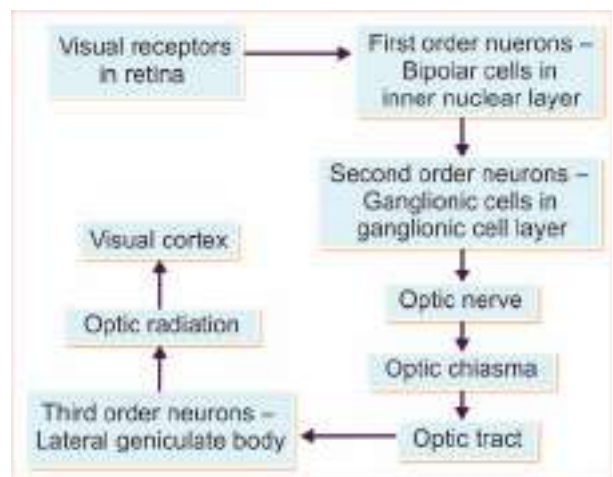 Visual receptors
in retina
First order nuerons –
Bipolar cells in
inner nuclear layer
Second order neurons –
Ganglionic cells in
ganglionic cell layer
Optic nerve
Optic chiasma
Optic tract
Third order neurons –
Lateral geniculate body
Optic radiation
Visual cortex